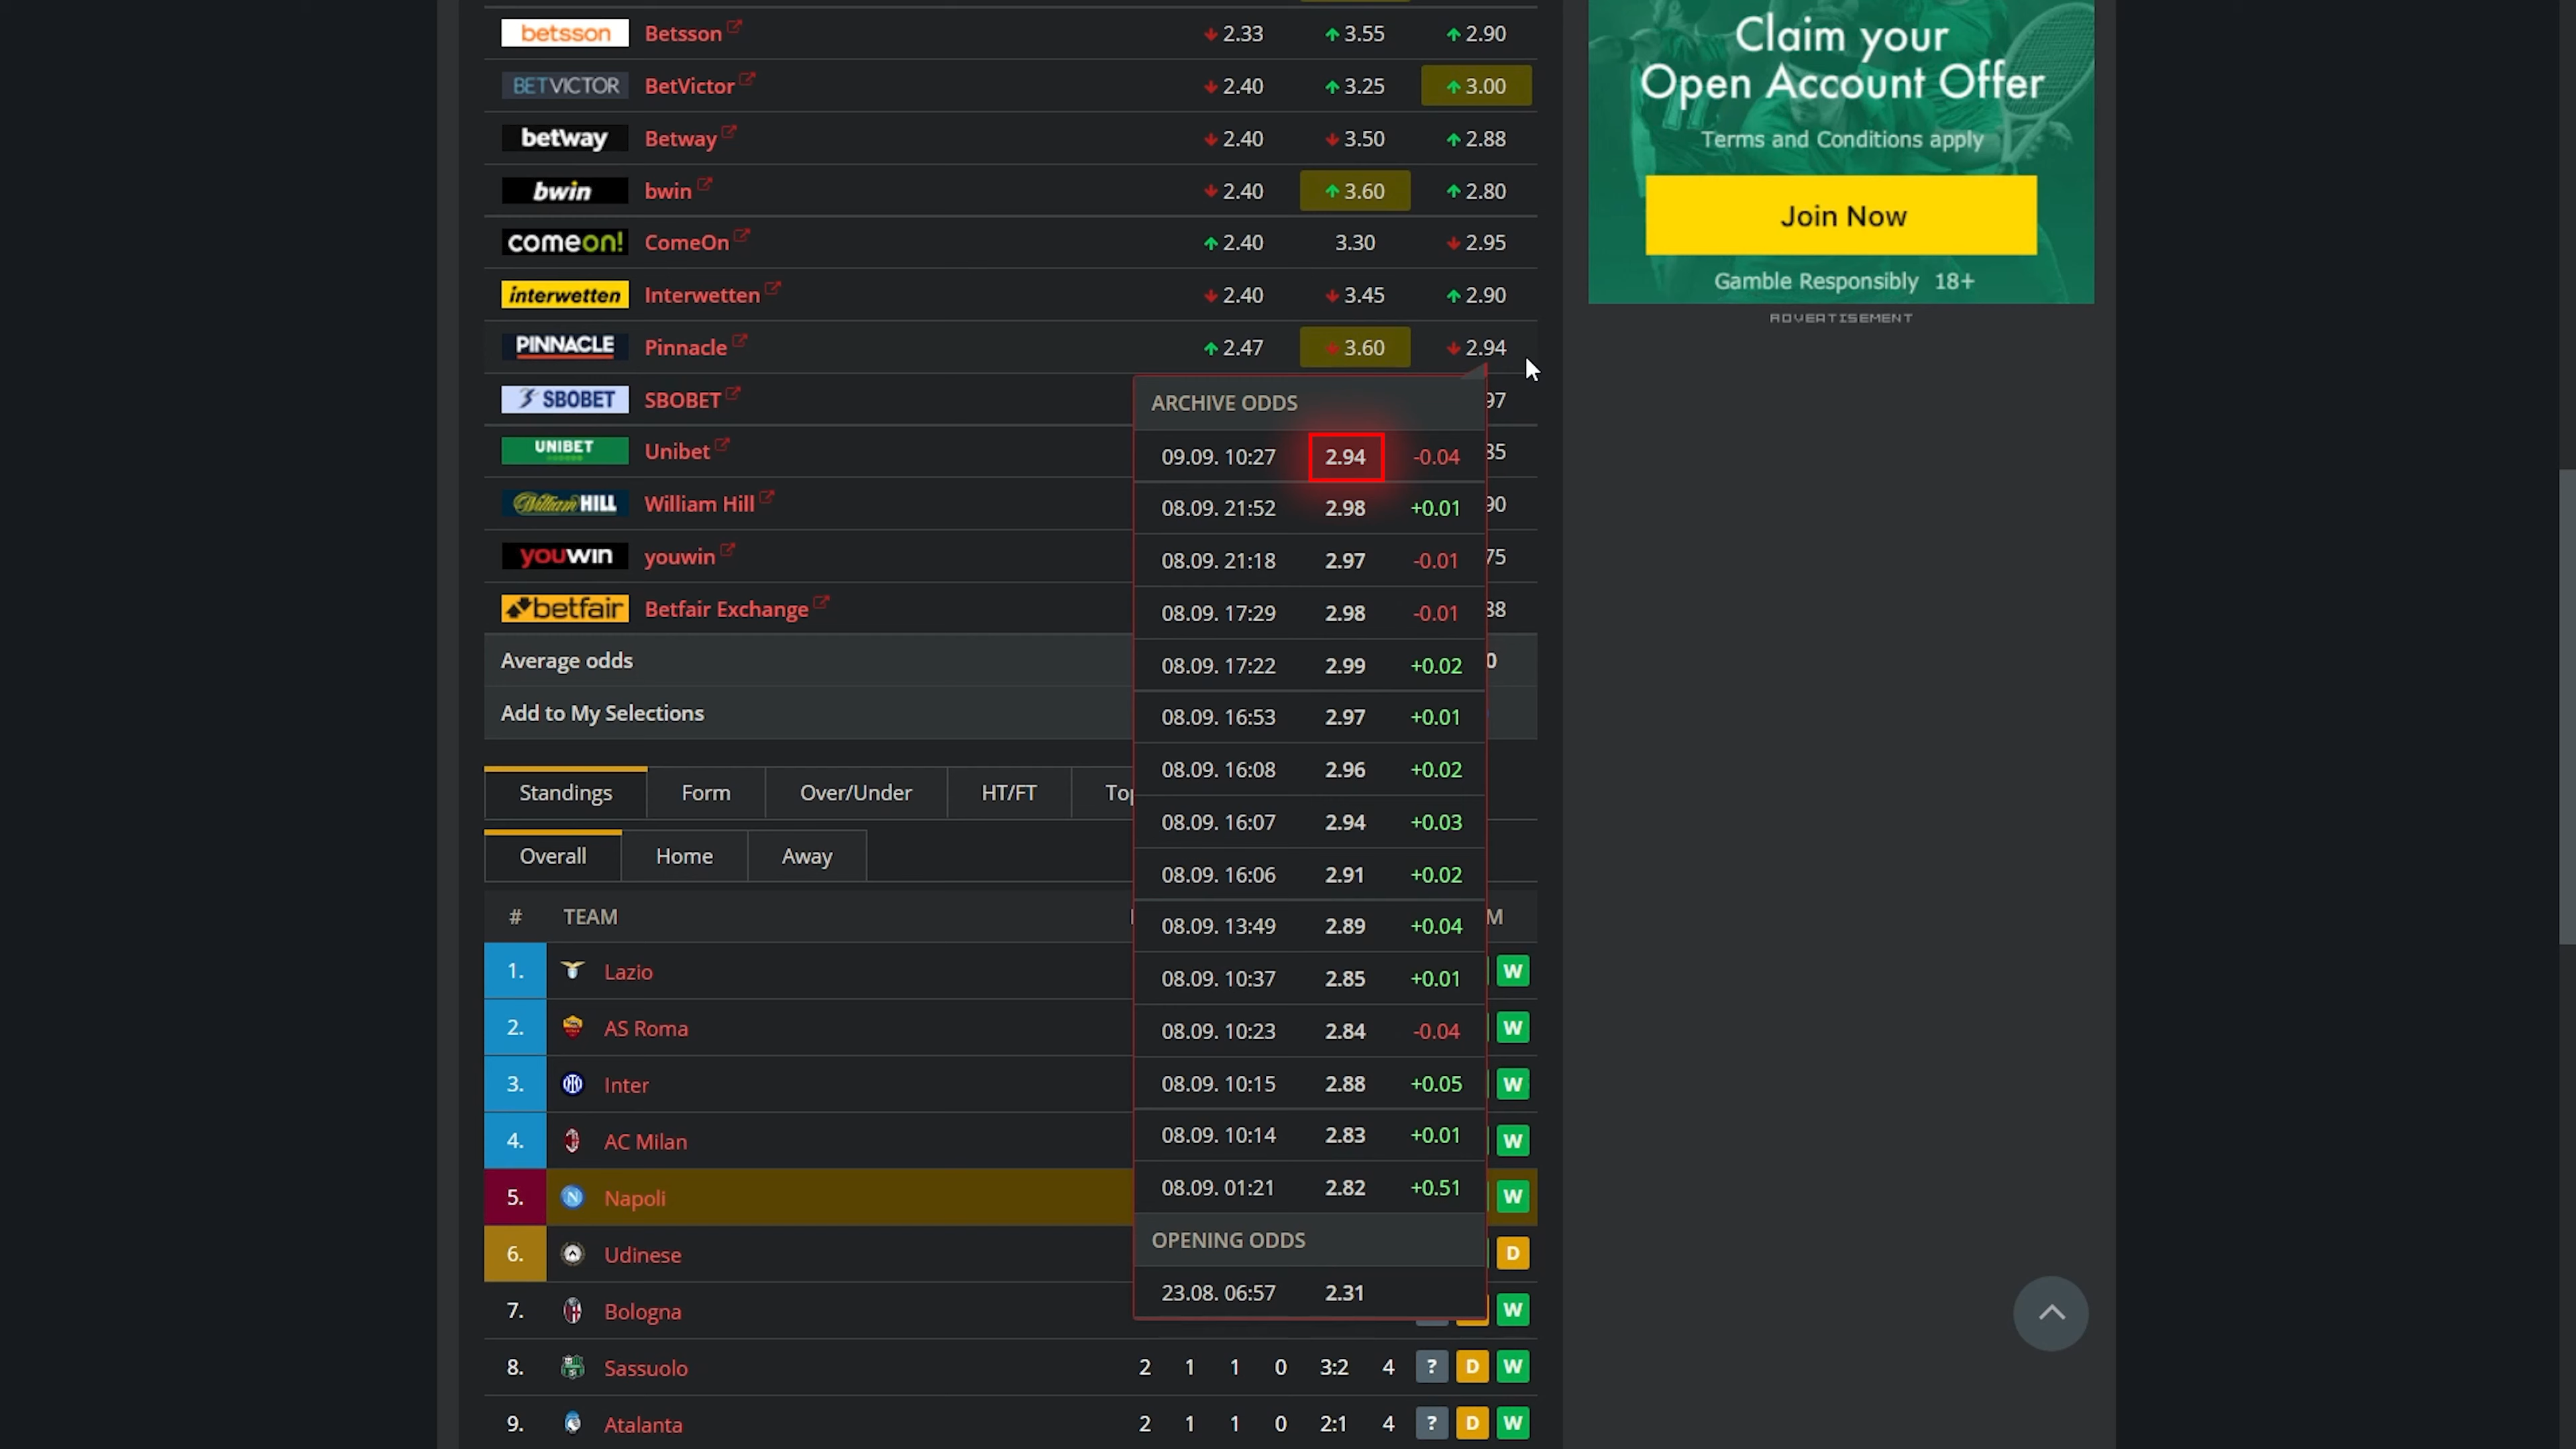 betsson Betsson 2.33 3.55 2.90
BETVICTOR BetVictor 2.40 3.25 3.00
betway Betway 2.40 3.50 2.88
bwin bwin 2.40 3.60 2.80
comeon! ComeOn 2.40 3.30 2.95
interwetten Interwetten 2.40 3.45 2.90
PINNACLE Pinnacle 2.47 3.60 2.94
SBOBET SBOBET 97
UNIBET Unibet 85
William HILL William Hill 90
youwin youwin 75
betfair Betfair Exchange 88
Average odds 0
Add to My Selections
ARCHIVE ODDS
09.09. 10:27 2.94 -0.04
08.09. 21:52 2.98 +0.01
08.09. 21:18 2.97 -0.01
08.09. 17:29 2.98 -0.01
08.09. 17:22 2.99 +0.02
08.09. 16:53 2.97 +0.01
08.09. 16:08 2.96 +0.02
08.09. 16:07 2.94 +0.03
08.09. 16:06 2.91 +0.02
08.09. 13:49 2.89 +0.04
08.09. 10:37 2.85 +0.01
08.09. 10:23 2.84 -0.04
08.09. 10:15 2.88 +0.05
08.09. 10:14 2.83 +0.01
08.09. 01:21 2.82 +0.51
OPENING ODDS
23.08. 06:57 2.31
Standings Form Over/Under HT/FT Top
Overall Home Away
# TEAM M
1. Lazio W
2. AS Roma W
3. Inter W
4. AC Milan W
5. N Napoli W
6. Udinese D
7. Bologna W
8. Sassuolo 2 1 1 0 3:2 4 ? D W
9. Atalanta 2 1 1 0 2:1 4 ? D W
Claim your
Open Account Offer
Terms and Conditions apply
Join Now
Gamble Responsibly 18+
ADVERTISEMENT